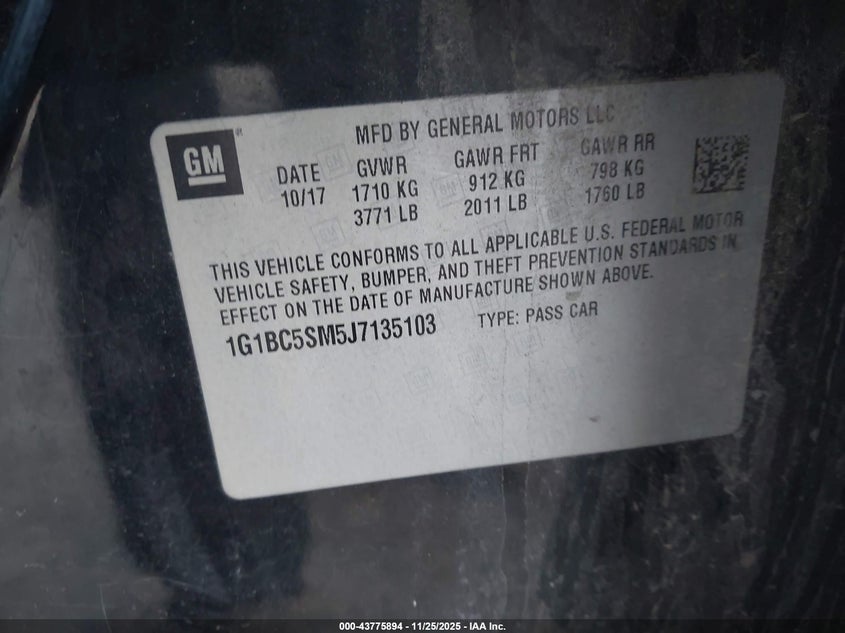 GM
MFD BY GENERAL MOTORS LLC
DATE GVWR GAWR FRT GAWR RR
10/17 1710 KG 912 KG 798 KG
3771 LB 2011 LB 1760 LB
THIS VEHICLE CONFORMS TO ALL APPLICABLE U.S. FEDERAL MOTOR
VEHICLE SAFETY, BUMPER, AND THEFT PREVENTION STANDARDS IN
EFFECT ON THE DATE OF MANUFACTURE SHOWN ABOVE.
1G1BC5SM5J7135103 TYPE: PASS CAR
000-43775894 - 11/25/2025 - IAA Inc.